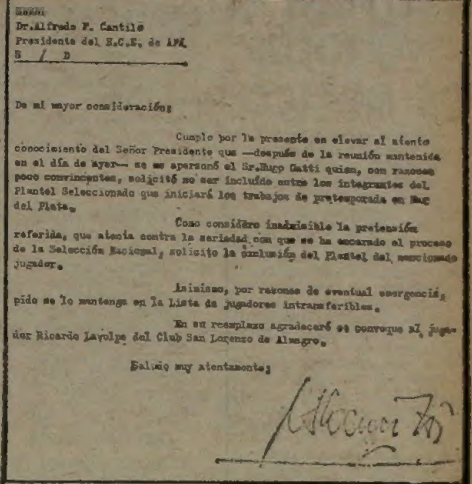 Dr.Alfredo F. Cantilo
Presidente del H.C.E. de AFA
S / D
De mi mayor consideración:
Cumplo por la presente en elevar al atento
conocimiento del Señor Presidente que —después de la reunión mantenida
en el día de ayer— se me apersonó el Sr.Hugo Gatti quien, con razones
poco convincentes, solicitó no ser incluído entre los integrantes del
Plantel Seleccionado que iniciará los trabajos de pretemporada en Mar
del Plata.
Como considero inadmisible la pretensión
referida, que atenta contra la seriedad con que se ha encarado el proceso
de la Selección Nacional, solicito la exclusión del Plantel del mencionado
jugador.
Asimismo, por razones de eventual emergencia,
pido se lo mantenga en la Lista de jugadores intransferibles.
En su reemplazo agradeceré se convoque al juga-
dor Ricardo Lavolpe del Club San Lorenzo de Almagro.
Saludo muy atentamente;